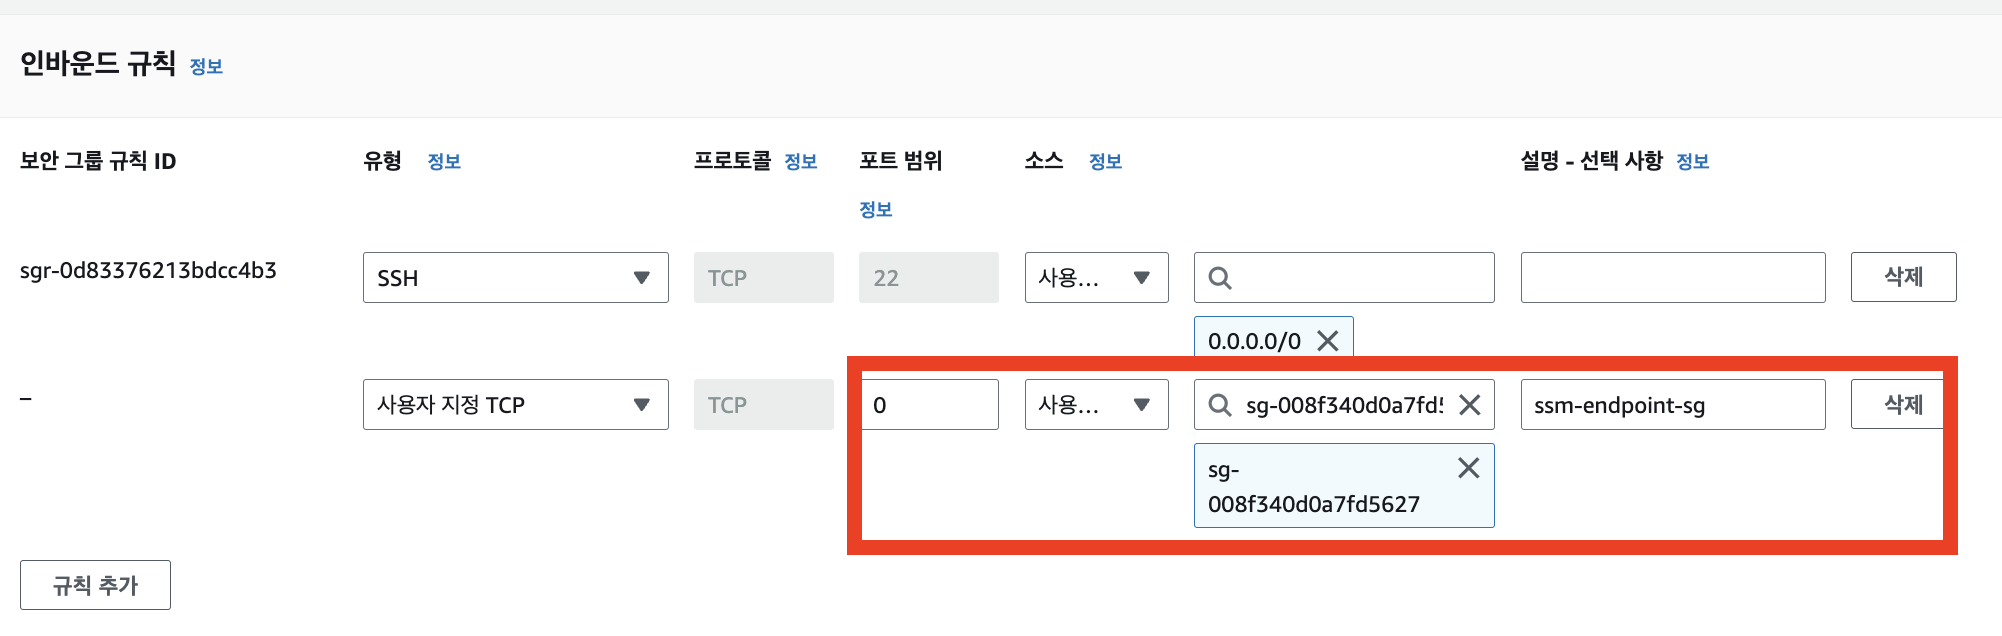 인바운드 규칙 정보
보안 그룹 규칙 ID 유형 정보 프로토콜 정보 포트 범위 소스 정보 설명 - 선택 사항 정보
정보
sgr-0d83376213bdcc4b3 SSH TCP 22 사용... 삭제
0.0.0.0/0
– 사용자 지정 TCP TCP 0 사용... sg-008f340d0a7fd5 ssm-endpoint-sg 삭제
sg-
008f340d0a7fd5627
규칙 추가